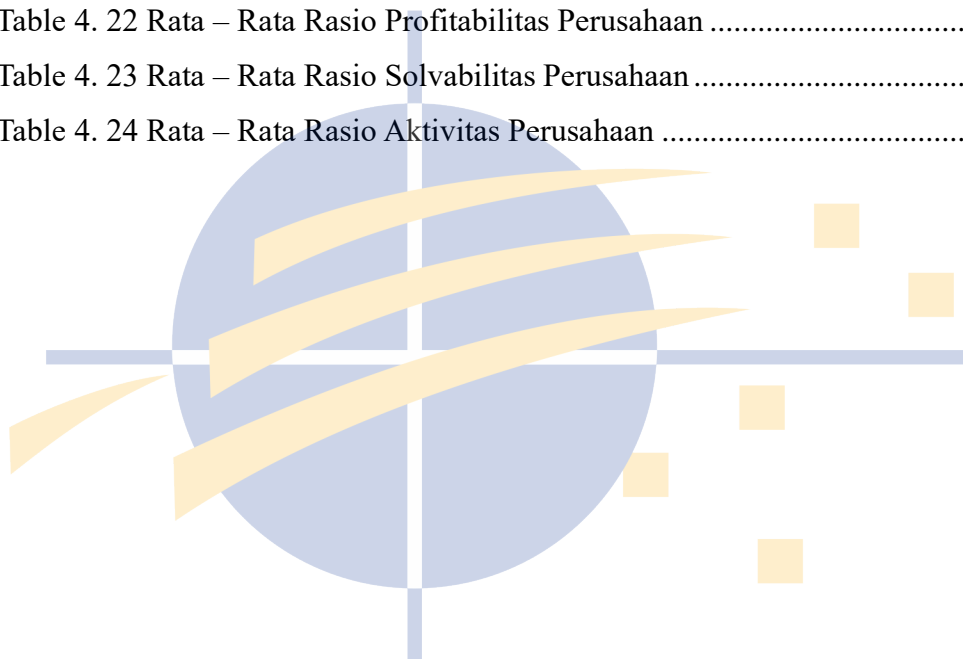 Table 4. 22 Rata – Rata Rasio Profitabilitas Perusahaan ................................
Table 4. 23 Rata – Rata Rasio Solvabilitas Perusahaan..................................
Table 4. 24 Rata – Rata Rasio Aktivitas Perusahaan ......................................